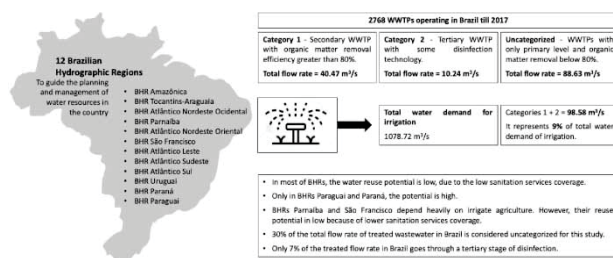 2768 WWTPs operating in Brazil till 2017
Category 1 - Secondary WWTP
with organic matter removal
efficiency greater than 80%.
Total flow rate = 40.47 m³/s
Category 2 - Tertiary WWTP
with some disinfection
technology.
Total flow rate = 10.24 m³/s
Uncategorized - WWTPs with
only primary level and organic
matter removal below 80%.
Total flow rate = 88.63 m³/s
12 Brazilian
Hydrographic Regions
To guide the planning
and management of
water resources in
the country
• BHR Amazônica
• BHR Tocantins-Araguaia
• BHR Atlântico Nordeste Ocidental
• BHR Parnaíba
• BHR Atlântico Nordeste Oriental
• BHR São Francisco
• BHR Atlântico Leste
• BHR Atlântico Sudeste
• BHR Atlântico Sul
• BHR Uruguai
• BHR Paraná
• BHR Paraguai
Total water demand for
irrigation
1078.72 m³/s
Categories 1 + 2 = 98.58 m³/s
It represents 9% of total water
demand of irrigation.
• In most of BHRs, the water reuse potential is low, due to the low sanitation services coverage.
• Only in BHRs Paraguai and Paraná, the potential is high.
• BHRs Parnaíba and São Francisco depend heavily on irrigate agriculture. However, their reuse
potential in low because of lower sanitation services coverage.
• 30% of the total flow rate of treated wastewater in Brazil is considered uncategorized for this study.
• Only 7% of the treated flow rate in Brazil goes through a tertiary stage of disinfection.